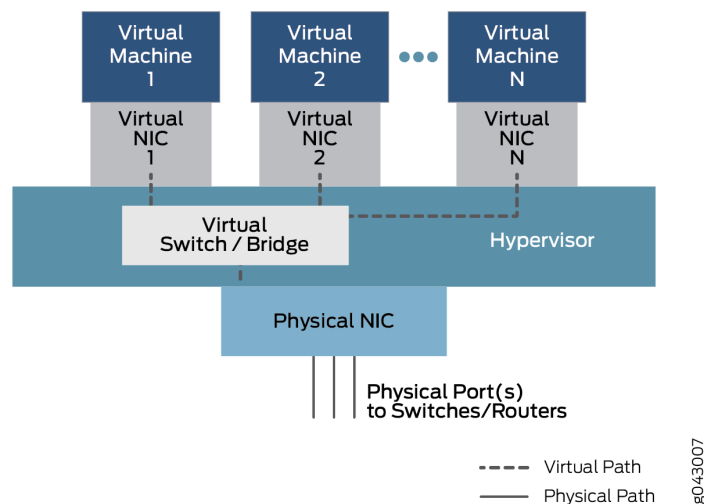 Virtual
Machine
1
Virtual
Machine
2
Virtual
Machine
N
Virtual
NIC
1
Virtual
NIC
2
Virtual
NIC
N
Virtual
Switch / Bridge
Hypervisor
Physical NIC
Physical Port(s)
to Switches/Routers
Virtual Path
Physical Path
g043007